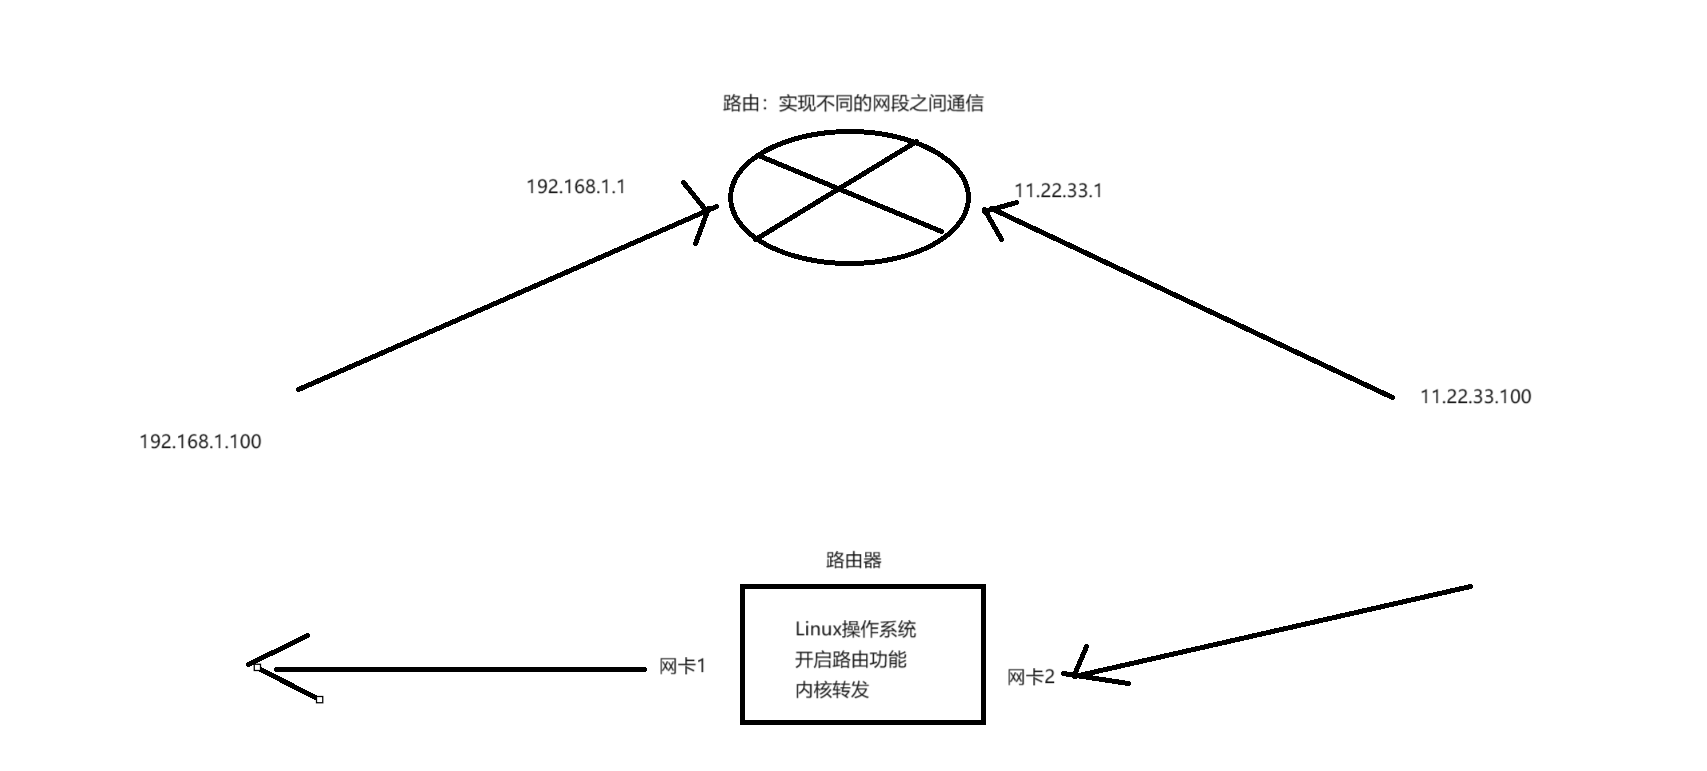 路由：实现不同的网段之间通信
192.168.1.1
11.22.33.1
11.22.33.100
192.168.1.100
路由器
Linux操作系统
开启路由功能
内核转发
网卡1
网卡2